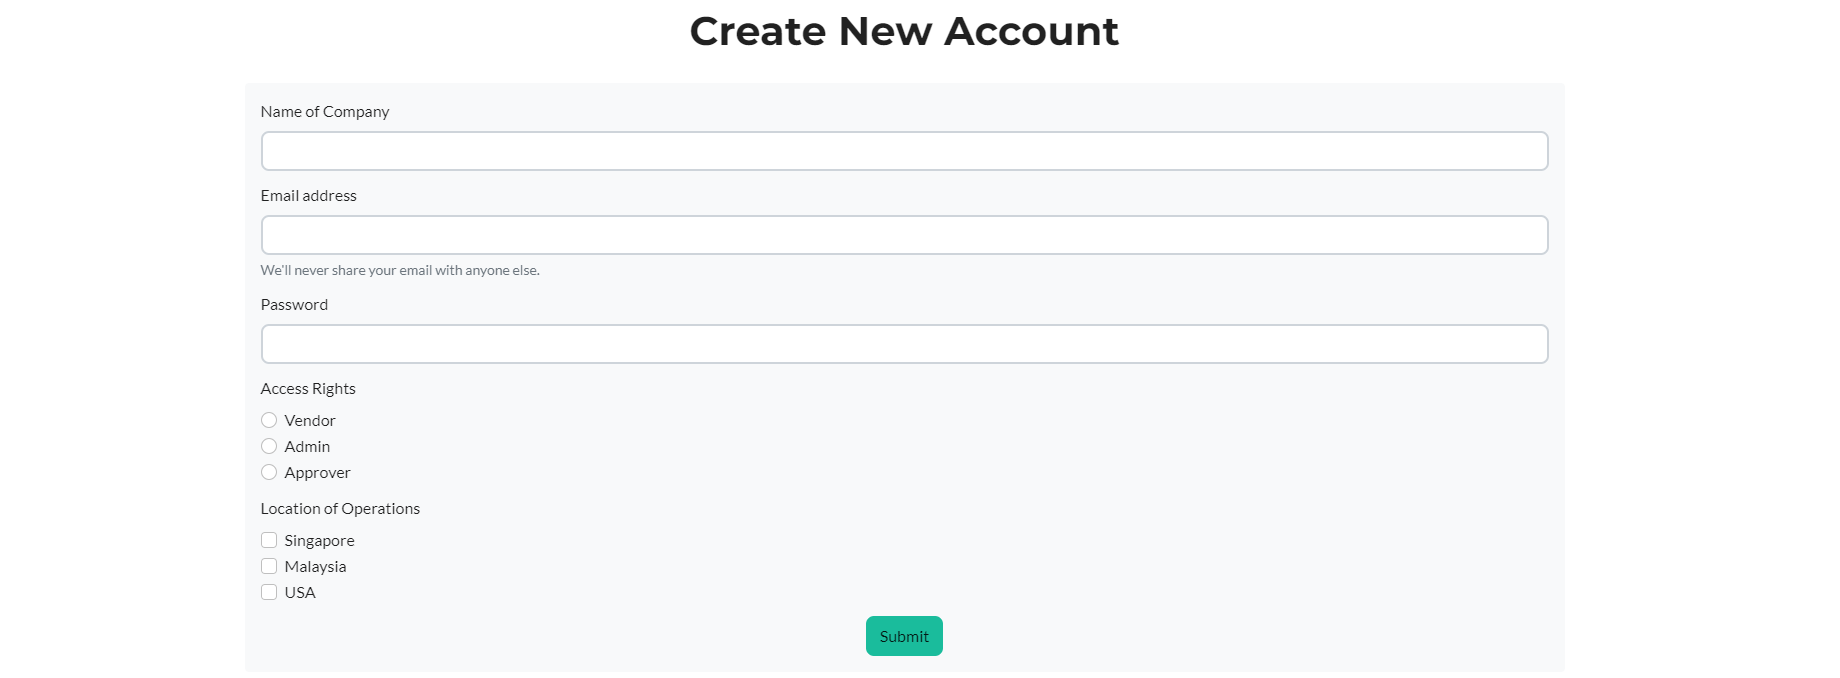 Create New Account
Name of Company
Email address
We'll never share your email with anyone else.
Password
Access Rights
Vendor
Admin
Approver
Location of Operations
Singapore
Malaysia
USA
Submit